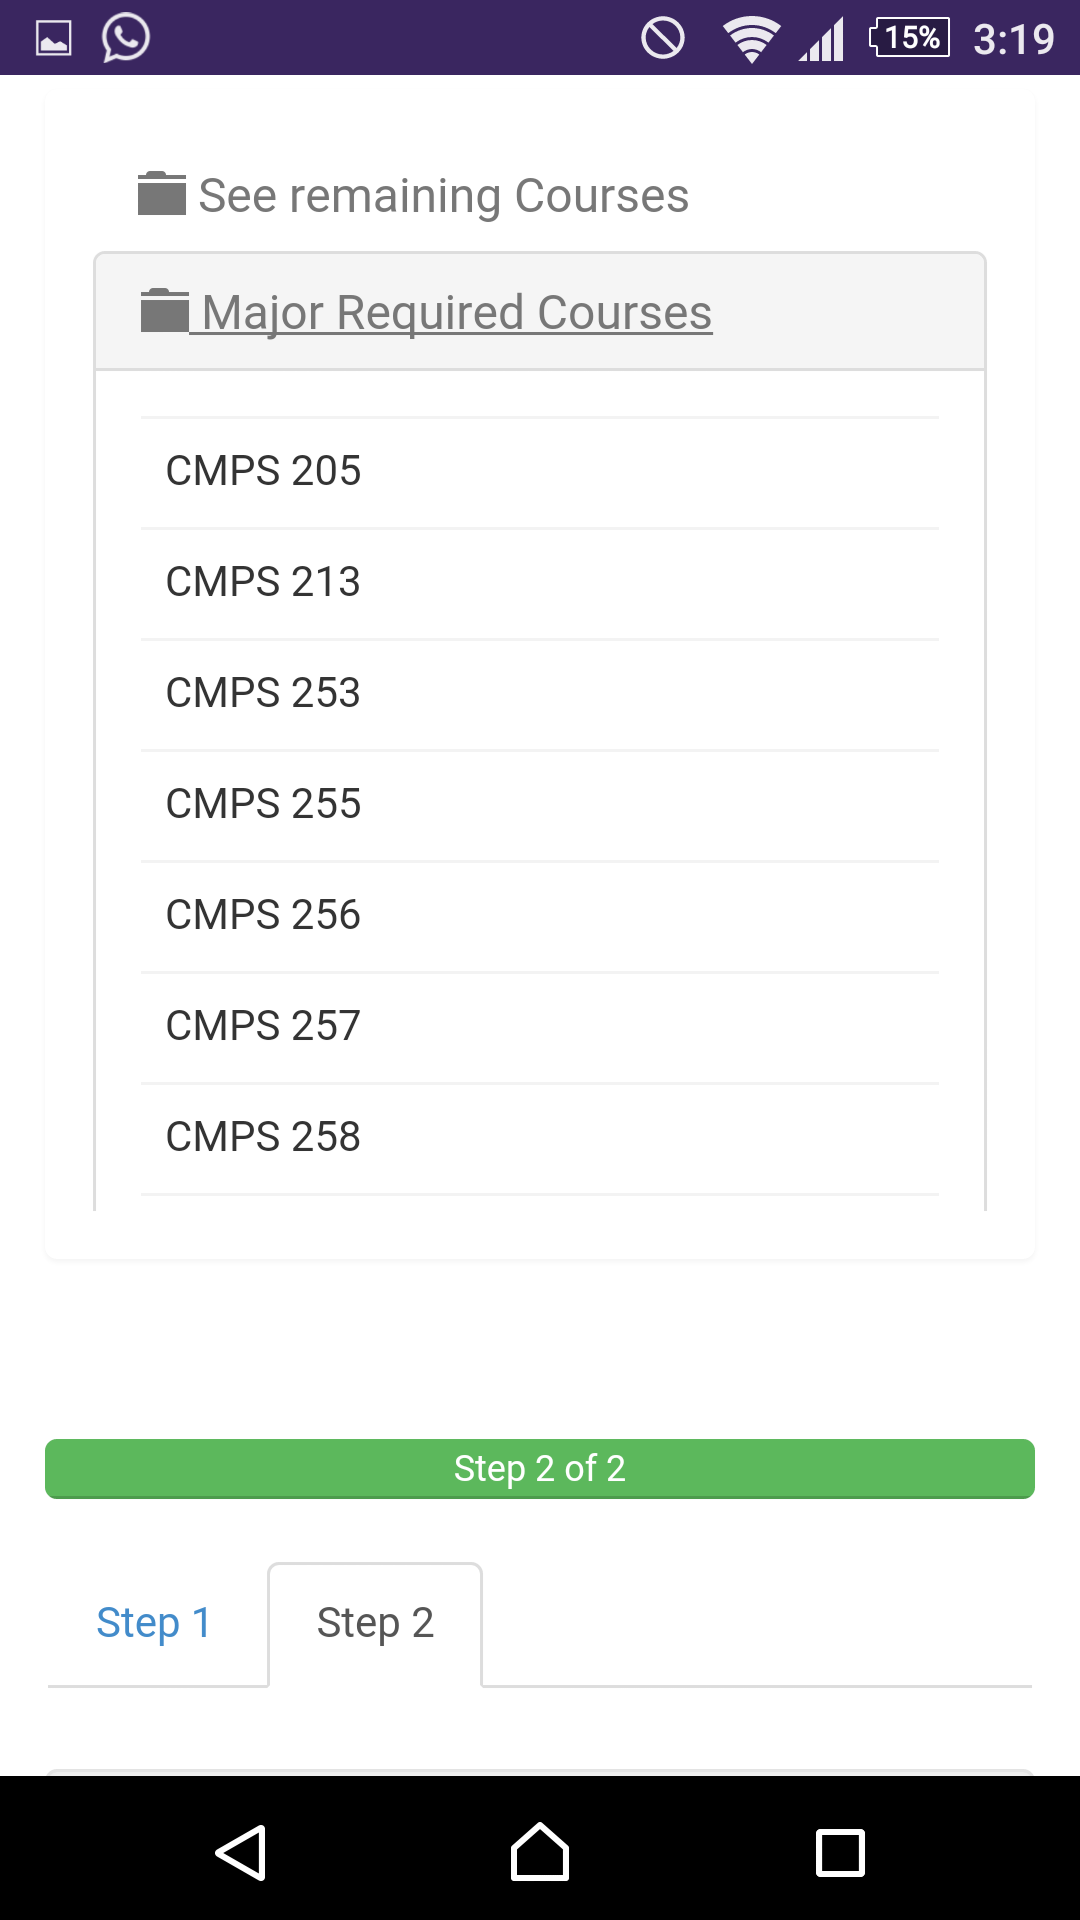 15% 3:19
See remaining Courses
Major Required Courses
CMPS 205
CMPS 213
CMPS 253
CMPS 255
CMPS 256
CMPS 257
CMPS 258
Step 2 of 2
Step 1 Step 2